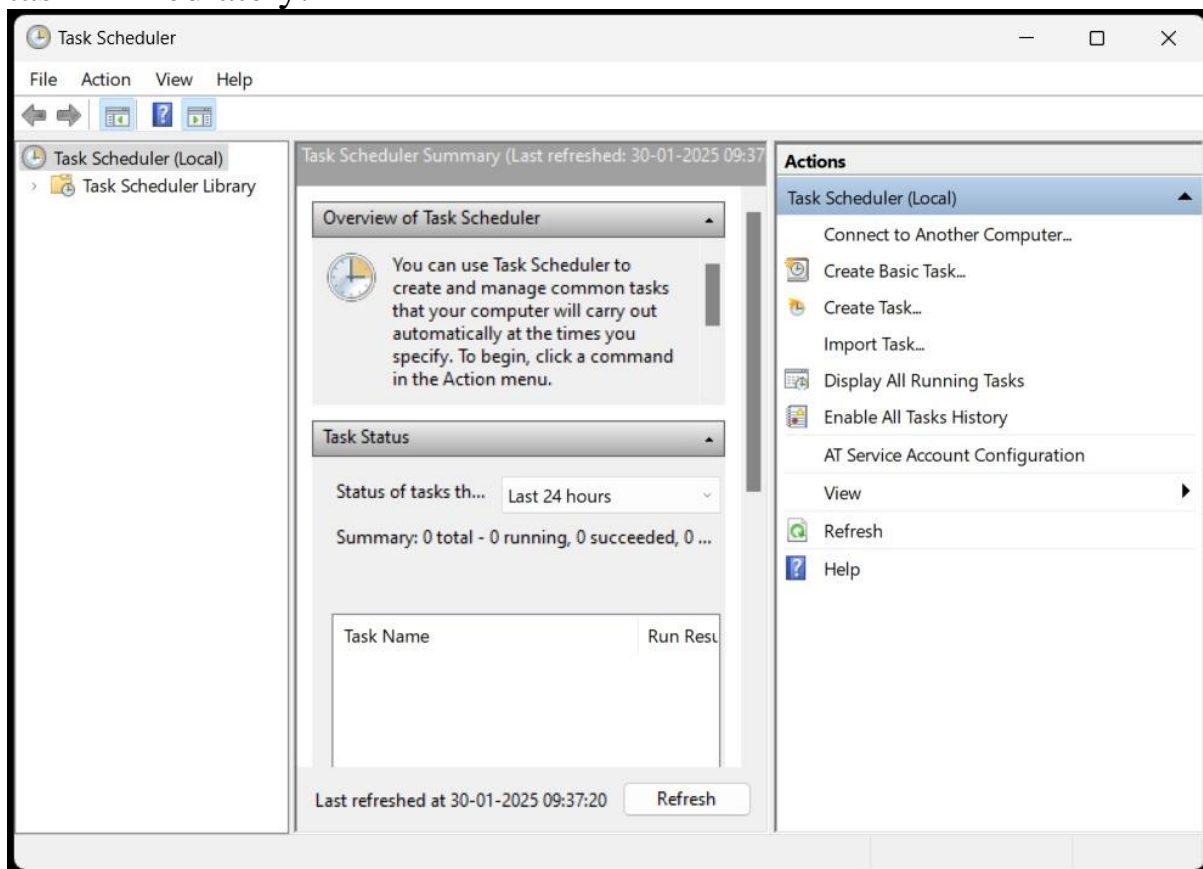 Task Scheduler
File Action View Help
Task Scheduler (Local)
Task Scheduler Library
Task Scheduler Summary (Last refreshed: 30-01-2025 09:37
Overview of Task Scheduler
You can use Task Scheduler to
create and manage common tasks
that your computer will carry out
automatically at the times you
specify. To begin, click a command
in the Action menu.
Task Status
Status of tasks th... Last 24 hours
Summary: 0 total - 0 running, 0 succeeded, 0 ...
Task Name Run Resu
Last refreshed at 30-01-2025 09:37:20 Refresh
Actions
Task Scheduler (Local)
Connect to Another Computer...
Create Basic Task...
Create Task...
Import Task...
Display All Running Tasks
Enable All Tasks History
AT Service Account Configuration
View
Refresh
Help